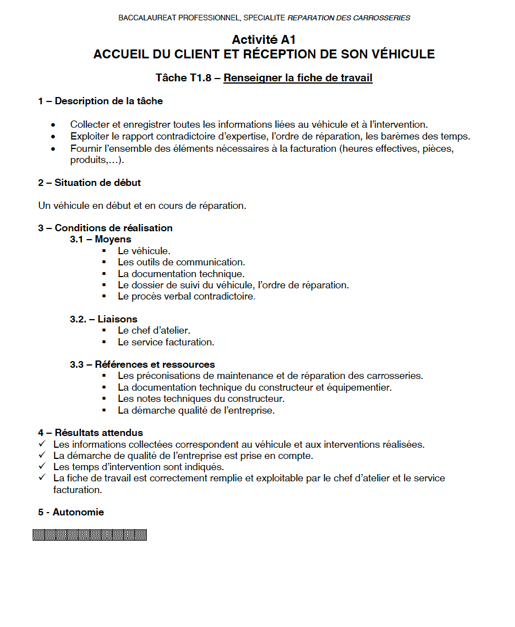 BACCALAUREAT PROFESSIONNEL, SPECIALITE REPARATION DES CARROSSERIES
Activité A1
ACCUEIL DU CLIENT ET RÉCEPTION DE SON VÉHICULE
Tâche T1.8 – Renseigner la fiche de travail
1 – Description de la tâche
• Collecter et enregistrer toutes les informations liées au véhicule et à l'intervention.
• Exploiter le rapport contradictoire d'expertise, l'ordre de réparation, les barèmes des temps.
• Fournir l'ensemble des éléments nécessaires à la facturation (heures effectives, pièces,
produits,…).
2 – Situation de début
Un véhicule en début et en cours de réparation.
3 – Conditions de réalisation
3.1 – Moyens
▪ Le véhicule.
▪ Les outils de communication.
▪ La documentation technique.
▪ Le dossier de suivi du véhicule, l'ordre de réparation.
▪ Le procès verbal contradictoire.
3.2. – Liaisons
▪ Le chef d'atelier.
▪ Le service facturation.
3.3 – Références et ressources
▪ Les préconisations de maintenance et de réparation des carrosseries.
▪ La documentation technique du constructeur et équipementier.
▪ Les notes techniques du constructeur.
▪ La démarche qualité de l'entreprise.
4 – Résultats attendus
✓ Les informations collectées correspondent au véhicule et aux interventions réalisées.
✓ La démarche de qualité de l'entreprise est prise en compte.
✓ Les temps d'intervention sont indiqués.
✓ La fiche de travail est correctement remplie et exploitable par le chef d'atelier et le service
facturation.
5 - Autonomie